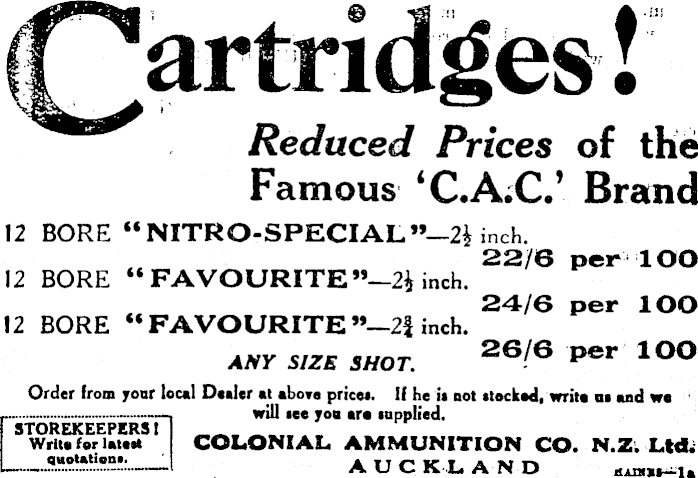 Cartridges!
Reduced Prices of the
Famous 'C.A.C.' Brand
12 BORE "NITRO-SPECIAL"—2½ inch.
22/6 per 100
12 BORE "FAVOURITE"—2½ inch.
24/6 per 100
12 BORE "FAVOURITE"—2¾ inch.
26/6 per 100
ANY SIZE SHOT.
Order from your local Dealer at above prices. If he is not stocked, write us and we
will see you are supplied.
STOREKEEPERS!
Write for latest
quotations.
COLONIAL AMMUNITION CO. N.Z. Ltd.
AUCKLAND
HAINES—1a